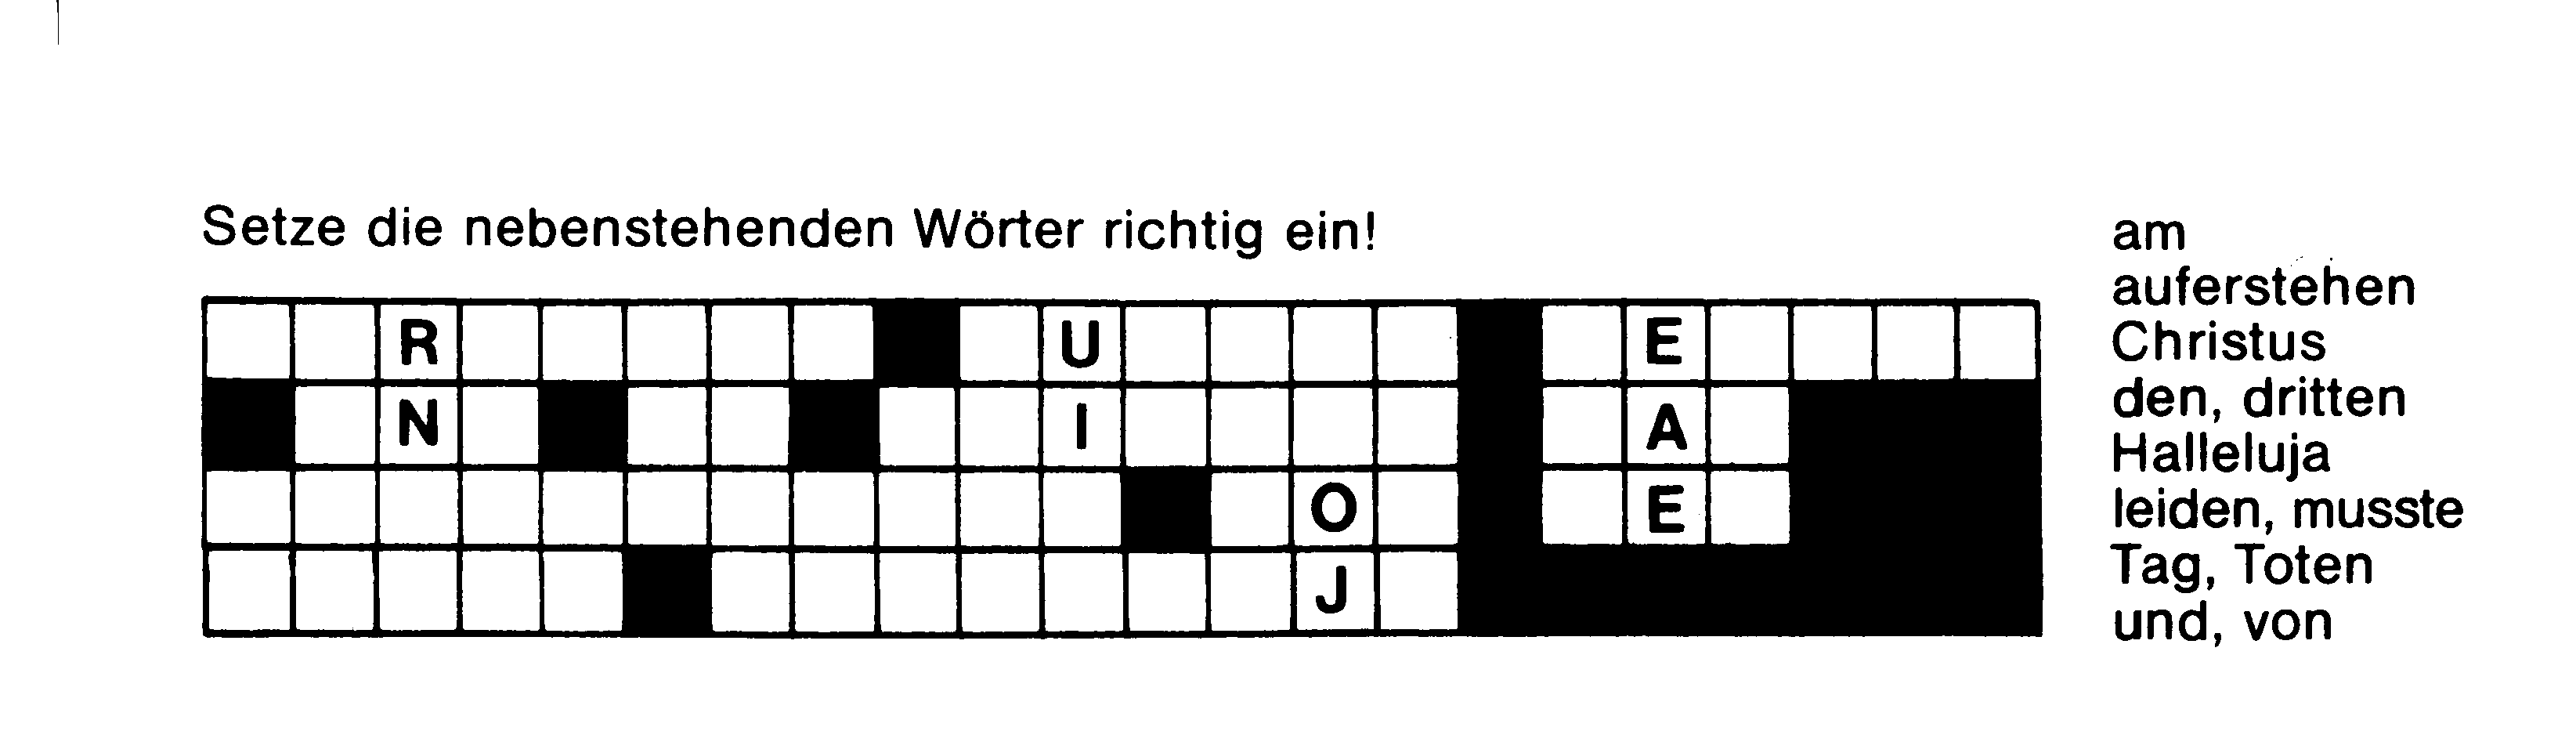 Setze die nebenstehenden Wörter richtig ein!
R U E
N I A
O E
J
am
auferstehen
Christus
den, dritten
Halleluja
leiden, musste
Tag, Toten
und, von